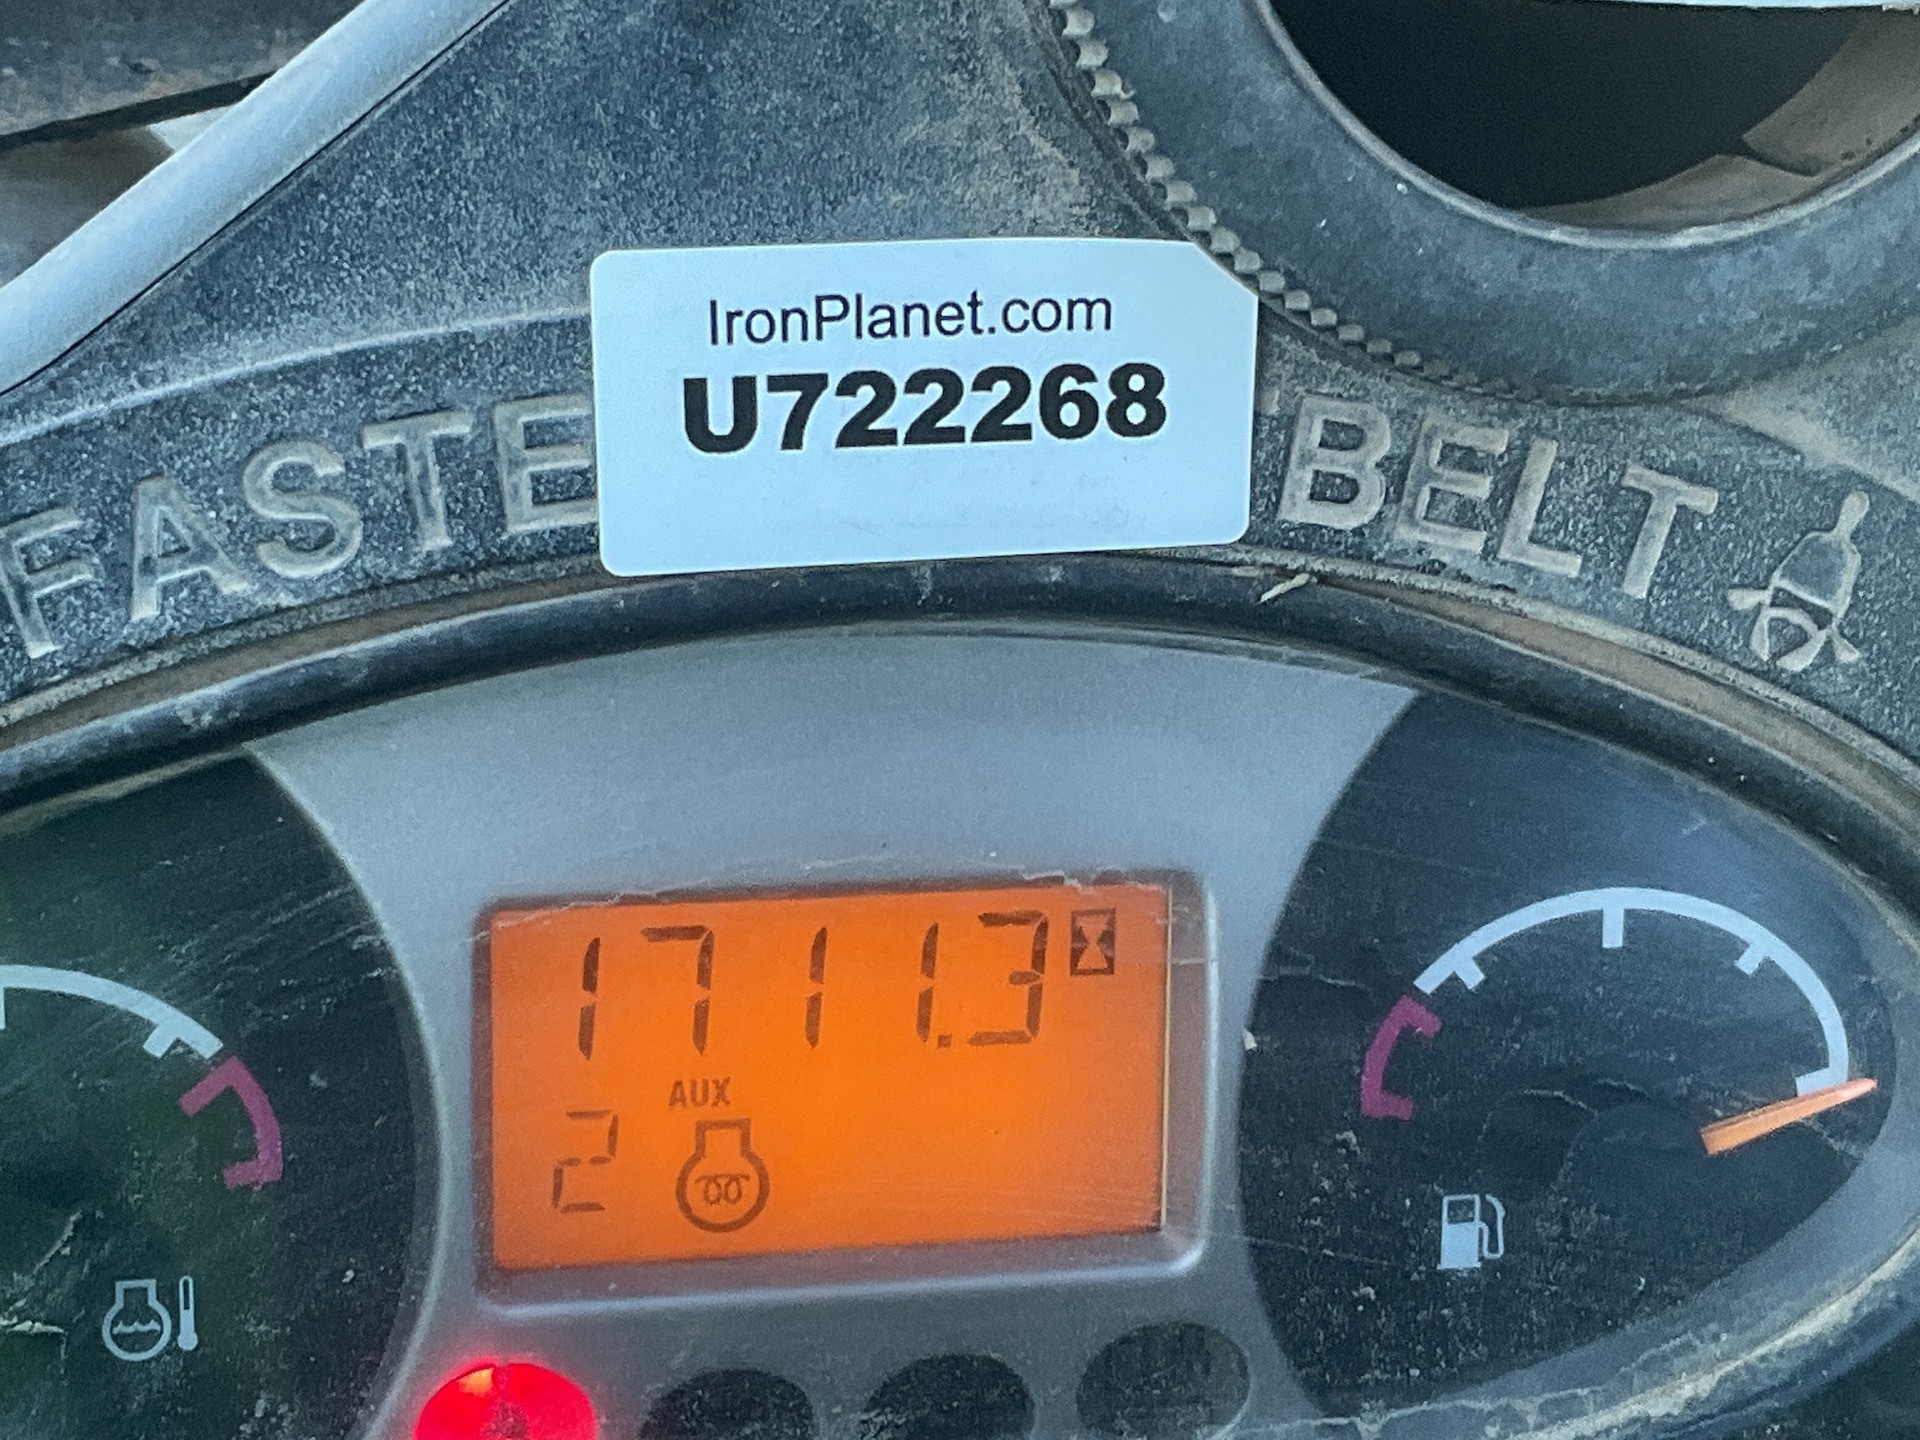 IronPlanet.com
U722268
FASTE BELT
1711.3
AUX
2